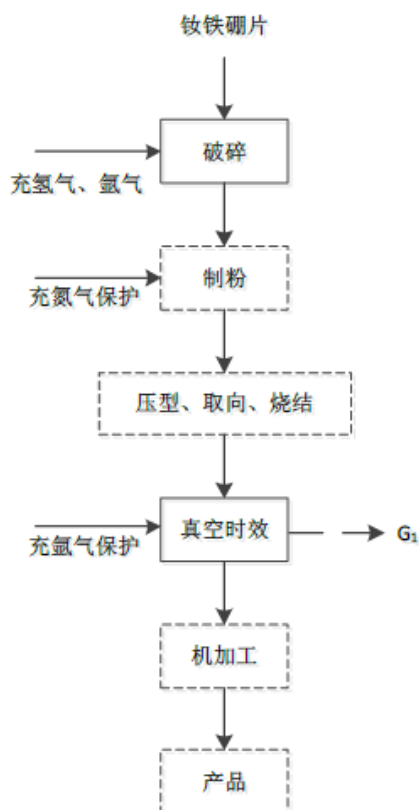 钕铁硼片
破碎
充氢气、氩气
制粉
充氮气保护
压型、取向、烧结
真空时效
充氩气保护
G₁
机加工
产品